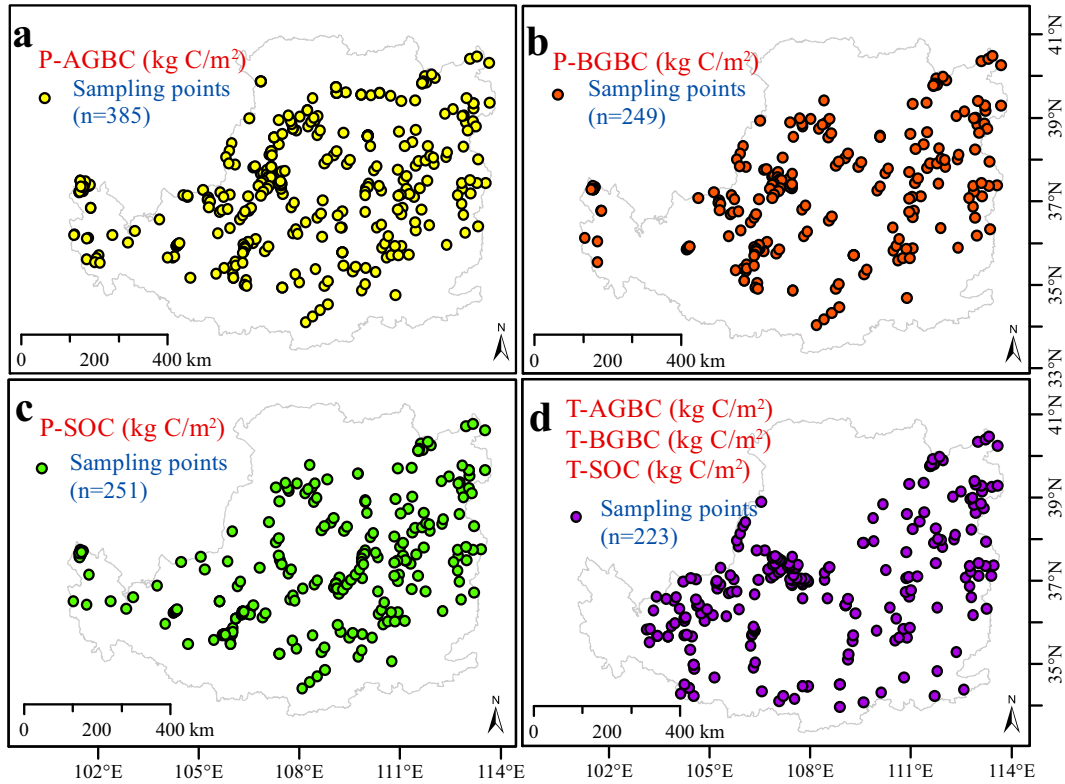 a
P-AGBC (kg C/m²)
Sampling points
(n=385)
N
0 200 400 km
b
P-BGBC (kg C/m²)
Sampling points
(n=249)
N
0 200 400 km
41°N
39°N
37°N
35°N
33°N
c
P-SOC (kg C/m²)
Sampling points
(n=251)
N
0 200 400 km
d
T-AGBC (kg C/m²)
T-BGBC (kg C/m²)
T-SOC (kg C/m²)
Sampling points
(n=223)
N
0 200 400 km
41°N
39°N
37°N
35°N
102°E 105°E 108°E 111°E 114°E
102°E 105°E 108°E 111°E 114°E